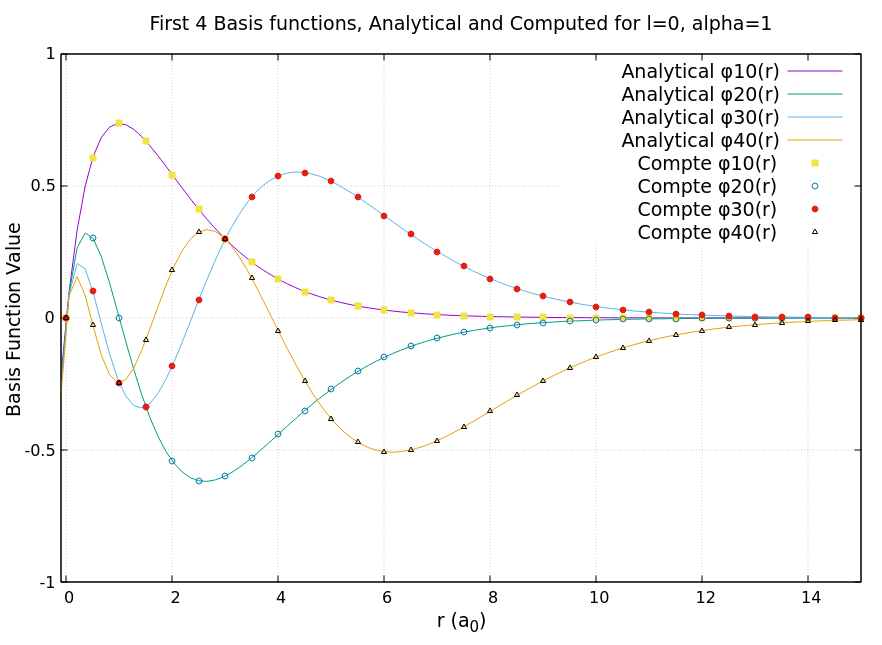 First 4 Basis functions, Analytical and Computed for l=0, alpha=1
Analytical φ10(r)
Analytical φ20(r)
Analytical φ30(r)
Analytical φ40(r)
Compte φ10(r)
Compte φ20(r)
Compte φ30(r)
Compte φ40(r)
Basis Function Value
1
0.5
0
-0.5
-1
0 2 4 6 8 10 12 14
r (a0)